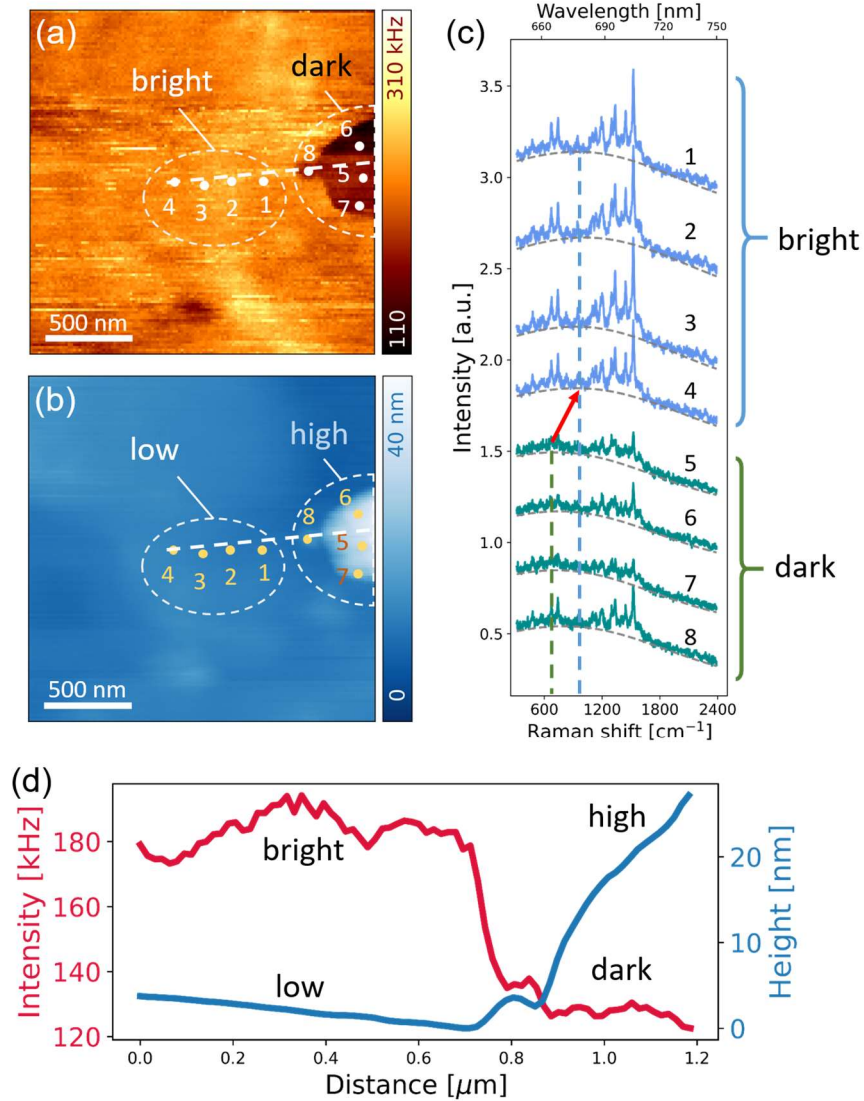 (a)
bright
dark
6
8
5
4
3
2
1
7
500 nm
310 kHz
110
(b)
low
high
6
8
5
4
3
2
1
7
500 nm
40 nm
0
(c)
Wavelength [nm]
660
690
720
750
3.5
3.0
2.5
2.0
1.5
1.0
0.5
Intensity [a.u.]
1
2
3
4
5
6
7
8
bright
dark
600
1200
1800
2400
Raman shift [cm⁻¹]
(d)
Intensity [kHz]
180
160
140
120
bright
low
high
dark
20
10
0
Height [nm]
0.0
0.2
0.4
0.6
0.8
1.0
1.2
Distance [μm]